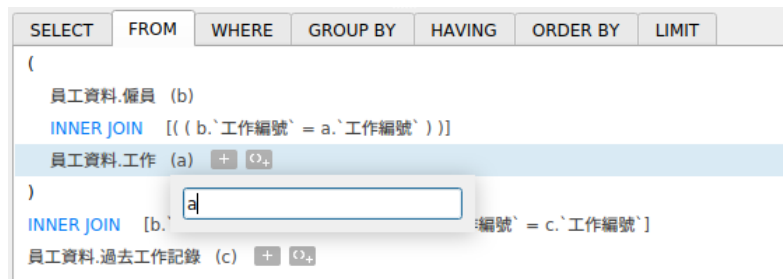 SELECT FROM WHERE GROUP BY HAVING ORDER BY LIMIT
(
員工資料.僱員 (b)
INNER JOIN [( ( b.`工作編號` = a.`工作編號` ) )]
員工資料.工作 (a)
a
)
INNER JOIN [b.` 編號` = c.`工作編號`]
員工資料.過去工作記錄 (c)